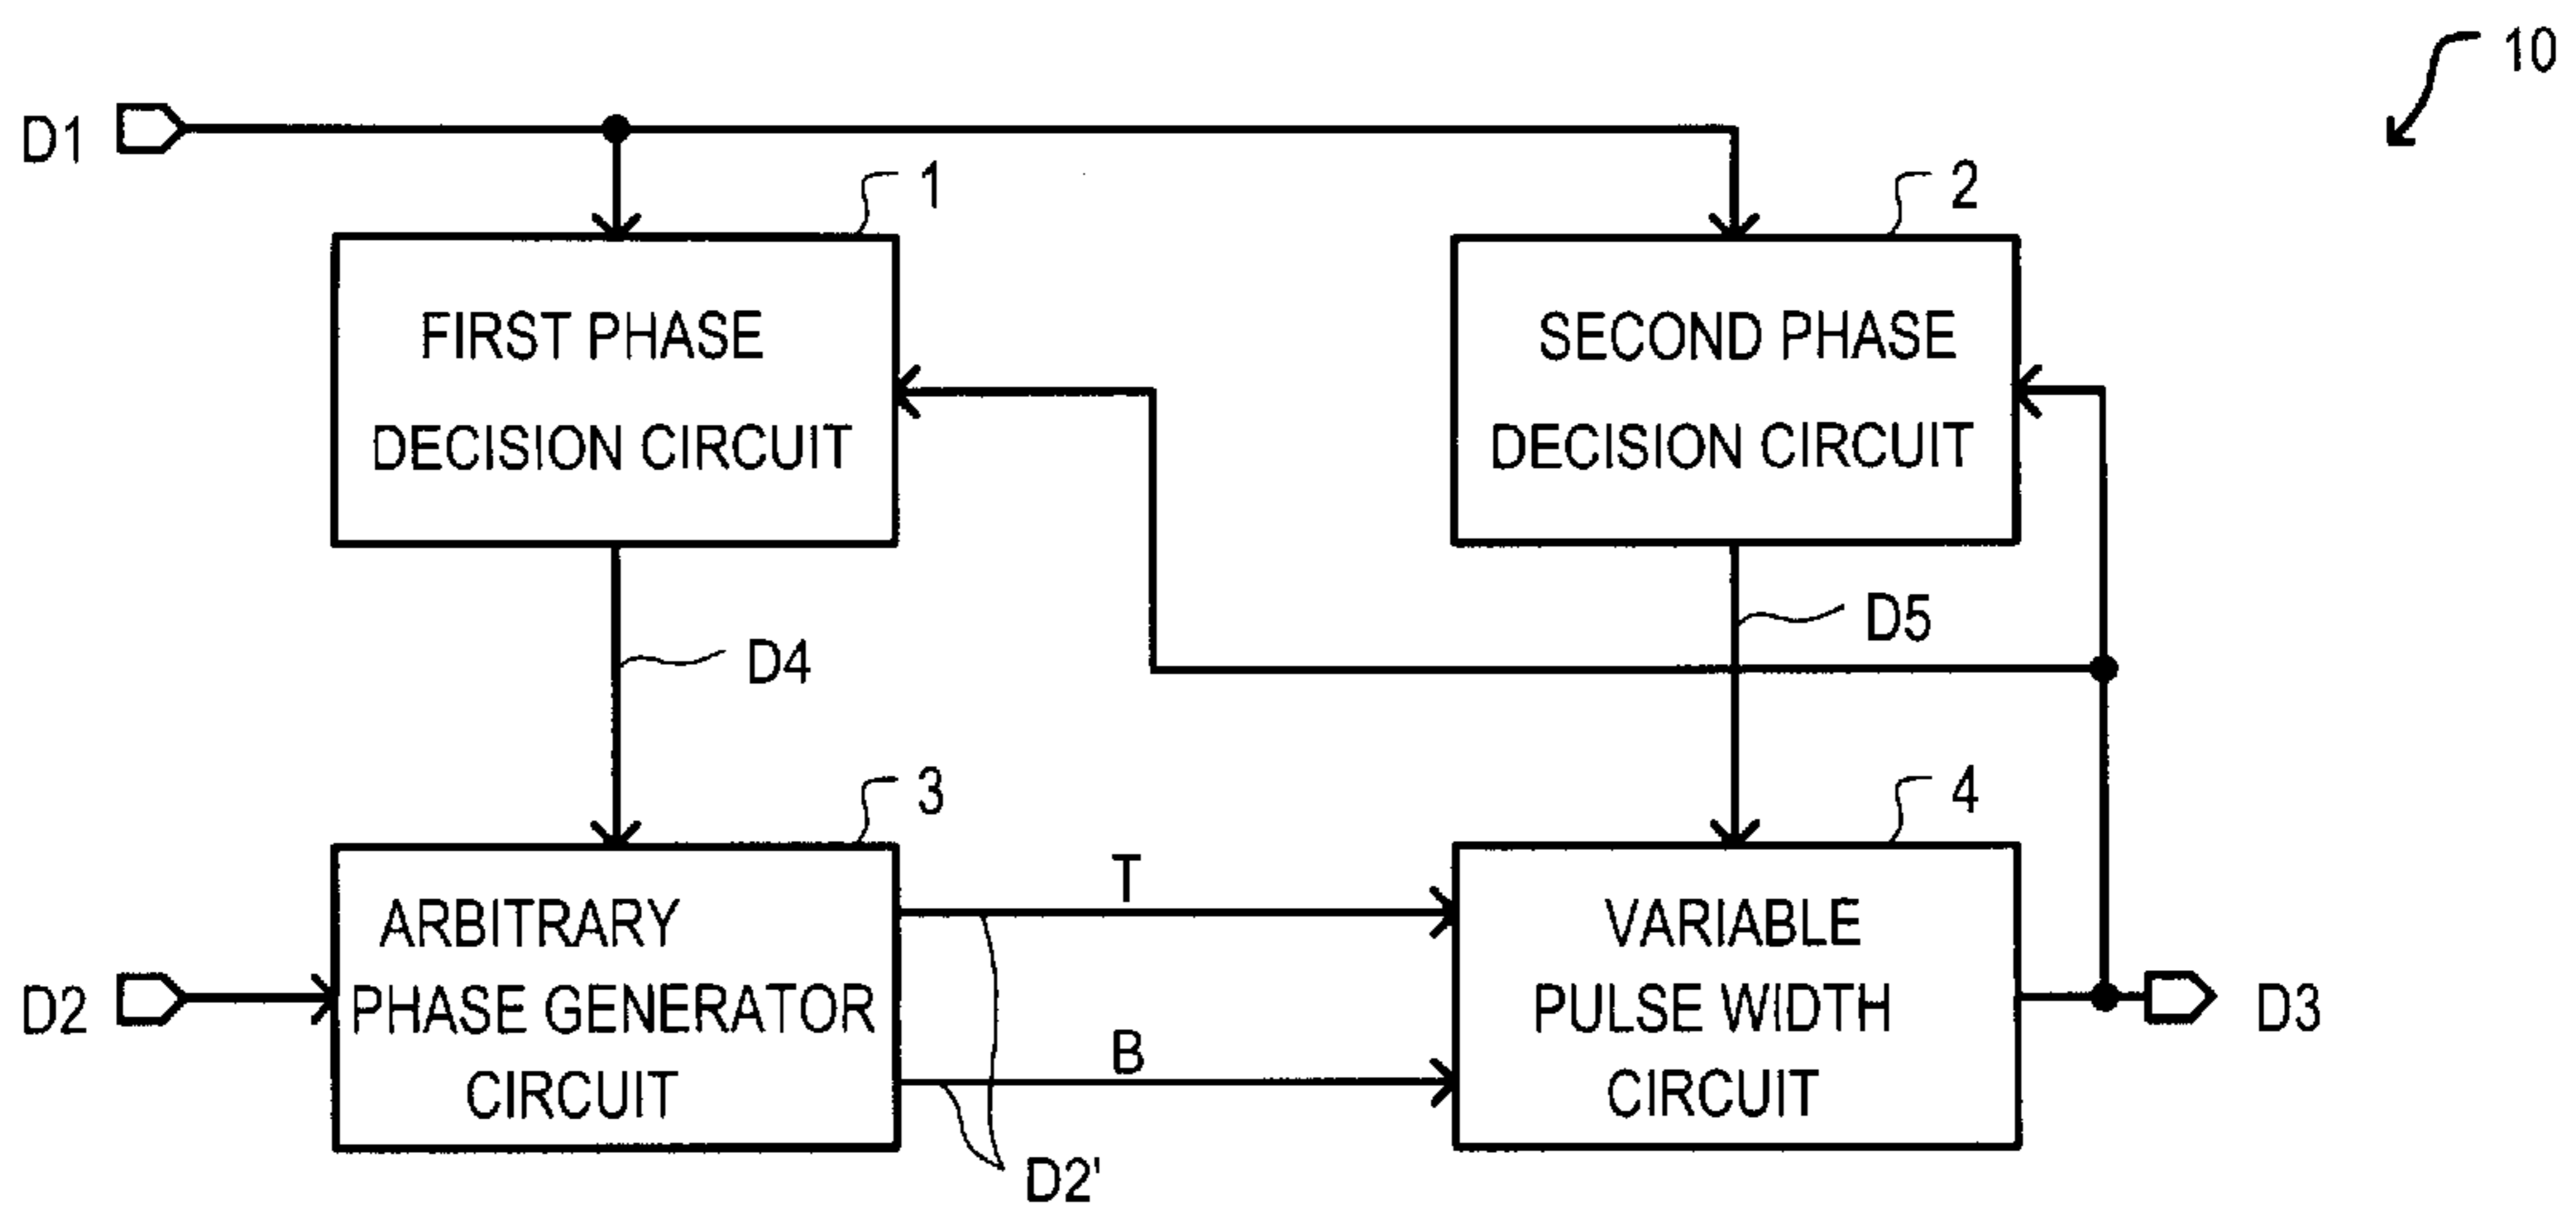 10
D1
1
2
FIRST PHASE
DECISION CIRCUIT
SECOND PHASE
DECISION CIRCUIT
D4
D5
3
4
ARBITRARY
PHASE GENERATOR
CIRCUIT
T
B
VARIABLE
PULSE WIDTH
CIRCUIT
D2
D3
D2'